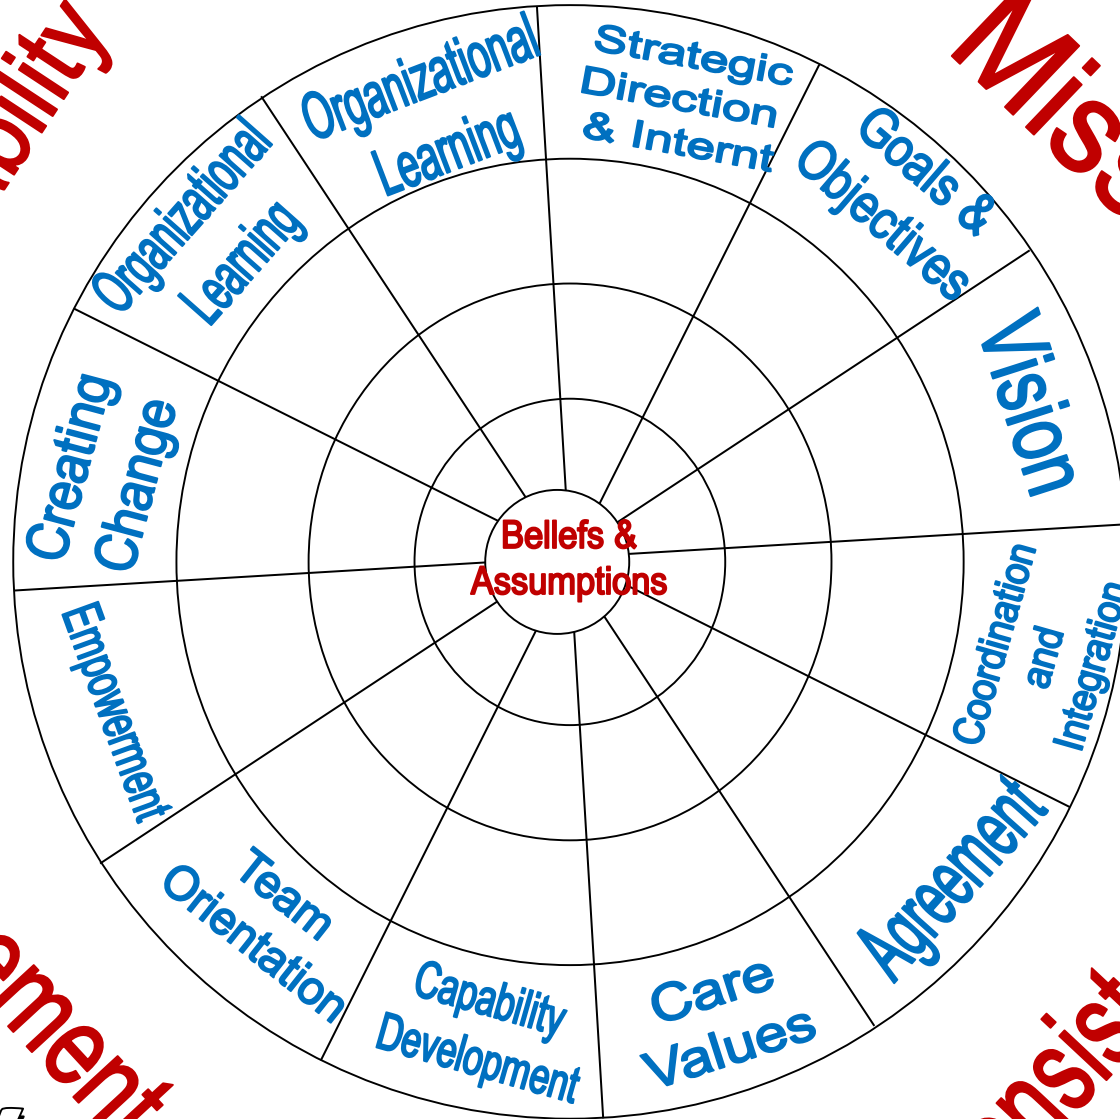 bility
Miss
Organizational
Learning
Strategic
Direction
& Internt
Goals &
Objectives
Organizational
Learning
Vision
Creating
Change
Bellefs &
Assumptions
Coordination
and
Integration
Empowerment
Agreement
Team
Orientation
Capability
Development
Care
Values
ement
nsist